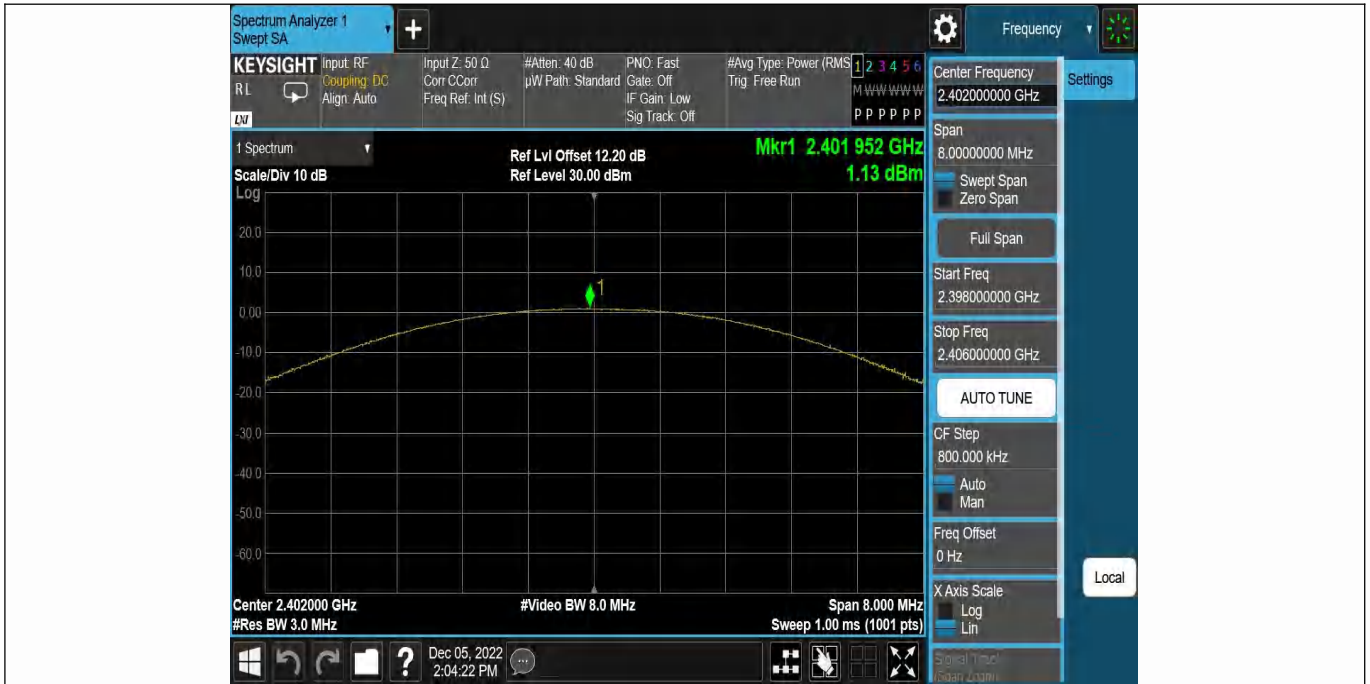 Spectrum Analyzer 1
Swept SA
+
Frequency
KEYSIGHT
R L
LXI
Input: RF
Coupling: DC
Align: Auto
Input Z: 50 Ω
Corr CCorr
Freq Ref: Int (S)
#Atten: 40 dB
µW Path: Standard
PNO: Fast
Gate: Off
IF Gain: Low
Sig Track: Off
#Avg Type: Power (RMS
Trig: Free Run
1 2 3 4 5 6
M W W W W W
P P P P P P
1 Spectrum
Scale/Div 10 dB
Log
Ref Lvl Offset 12.20 dB
Ref Level 30.00 dBm
Mkr1 2.401 952 GHz
1.13 dBm
20.0
10.0
0.00
-10.0
-20.0
-30.0
-40.0
-50.0
-60.0
1
Center 2.402000 GHz
#Res BW 3.0 MHz
#Video BW 8.0 MHz
Span 8.000 MHz
Sweep 1.00 ms (1001 pts)
Dec 05, 2022
2:04:22 PM
?
Center Frequency
2.402000000 GHz
Settings
Span
8.00000000 MHz
Swept Span
Zero Span
Full Span
Start Freq
2.398000000 GHz
Stop Freq
2.406000000 GHz
AUTO TUNE
CF Step
800.000 kHz
Auto
Man
Freq Offset
0 Hz
X Axis Scale
Log
Lin
Signal Track
(Span Zoom)
Local